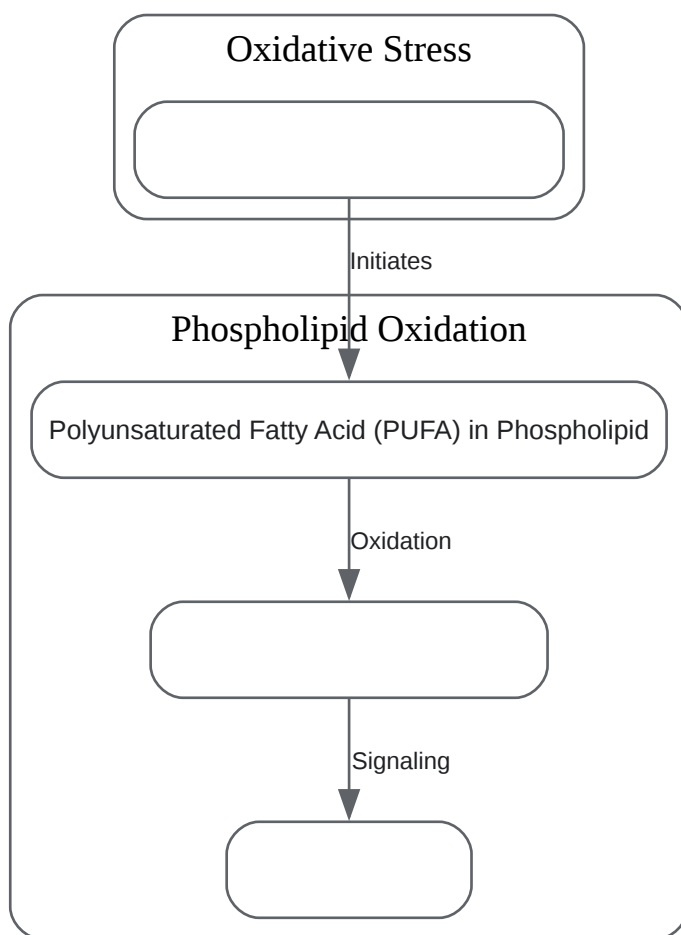 Oxidative Stress
Initiates
Phospholipid Oxidation
Polyunsaturated Fatty Acid (PUFA) in Phospholipid
Oxidation
Signaling